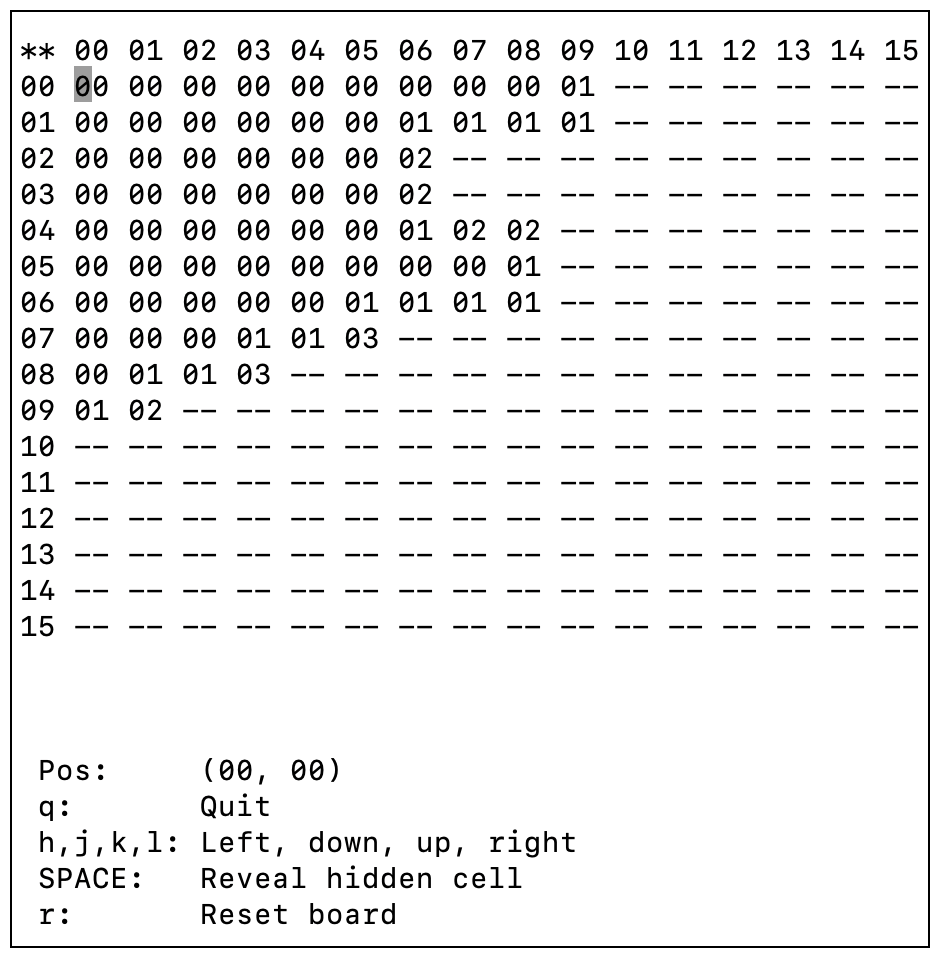 ** 00 01 02 03 04 05 06 07 08 09 10 11 12 13 14 15
00 00 00 00 00 00 00 00 00 00 01 -- -- -- -- -- --
01 00 00 00 00 00 00 01 01 01 01 -- -- -- -- -- --
02 00 00 00 00 00 00 02 -- -- -- -- -- -- -- -- --
03 00 00 00 00 00 00 02 -- -- -- -- -- -- -- -- --
04 00 00 00 00 00 00 01 02 02 -- -- -- -- -- -- --
05 00 00 00 00 00 00 00 00 01 -- -- -- -- -- -- --
06 00 00 00 00 00 01 01 01 01 -- -- -- -- -- -- --
07 00 00 00 01 01 03 -- -- -- -- -- -- -- -- -- --
08 00 01 01 03 -- -- -- -- -- -- -- -- -- -- -- --
09 01 02 -- -- -- -- -- -- -- -- -- -- -- -- -- --
10 -- -- -- -- -- -- -- -- -- -- -- -- -- -- -- --
11 -- -- -- -- -- -- -- -- -- -- -- -- -- -- -- --
12 -- -- -- -- -- -- -- -- -- -- -- -- -- -- -- --
13 -- -- -- -- -- -- -- -- -- -- -- -- -- -- -- --
14 -- -- -- -- -- -- -- -- -- -- -- -- -- -- -- --
15 -- -- -- -- -- -- -- -- -- -- -- -- -- -- -- --
Pos: (00, 00)
q: Quit
h,j,k,l: Left, down, up, right
SPACE: Reveal hidden cell
r: Reset board